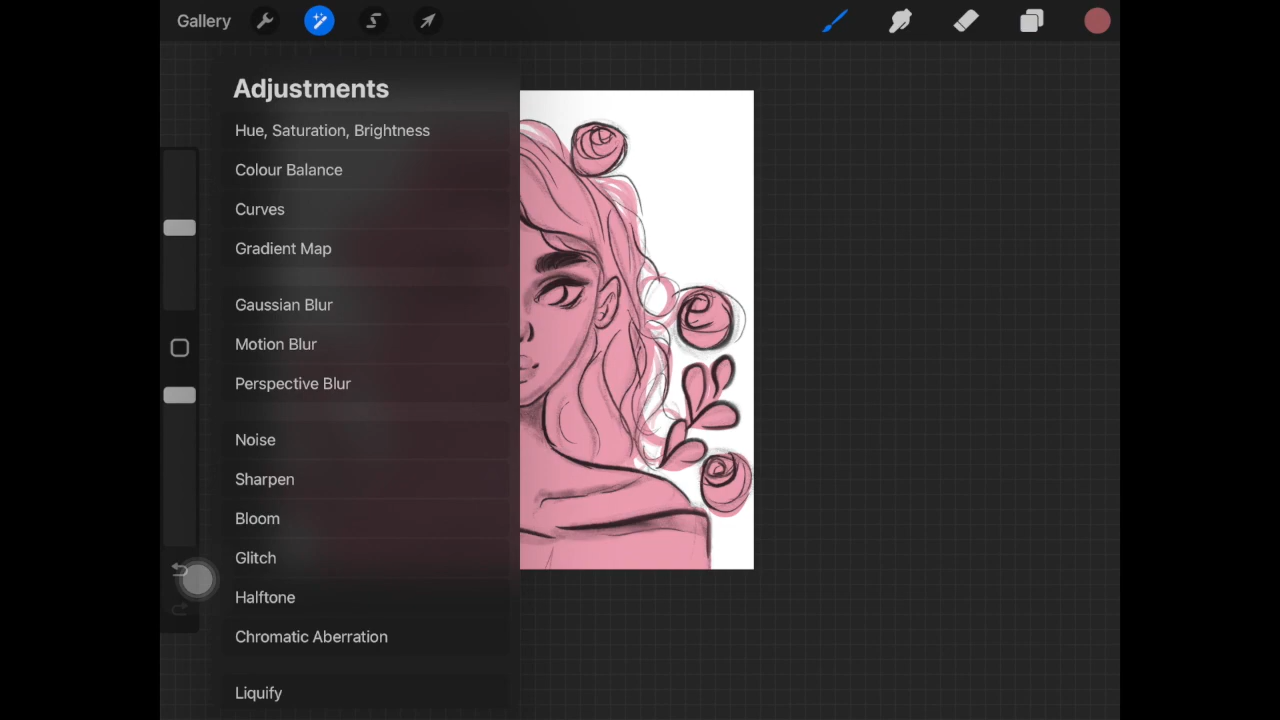 Gallery
Adjustments
Hue, Saturation, Brightness
Colour Balance
Curves
Gradient Map
Gaussian Blur
Motion Blur
Perspective Blur
Noise
Sharpen
Bloom
Glitch
Halftone
Chromatic Aberration
Liquify